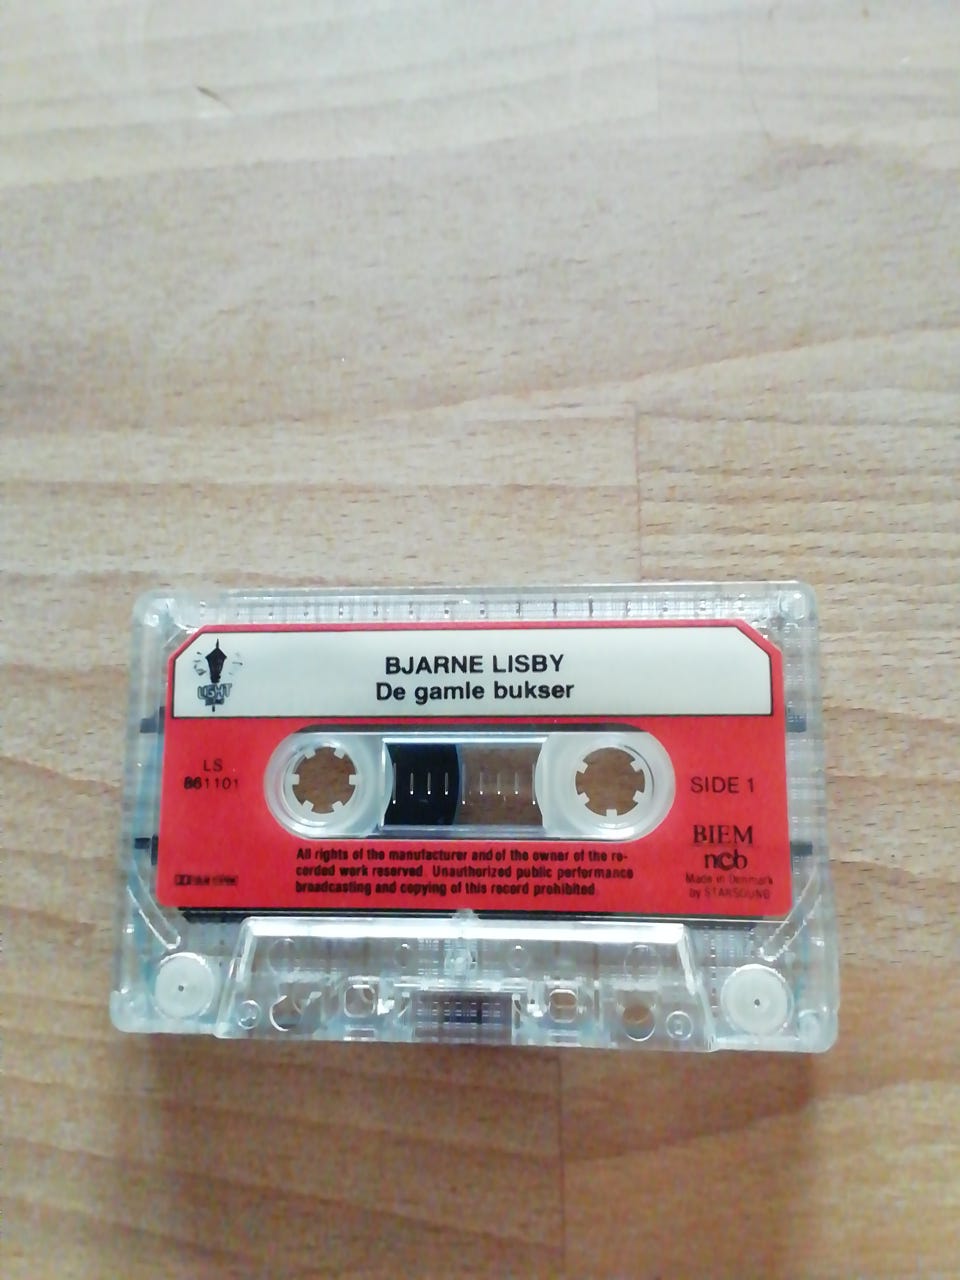 BJARNE LISBY
De gamle bukser
LIGHT
LS
861101
SIDE 1
BIEM
ncb
Made in Denmark
by STARSOUND
All rights of the manufacturer and of the owner of the re-
corded work reserved. Unauthorized public performance
broadcasting and copying of this record prohibited.